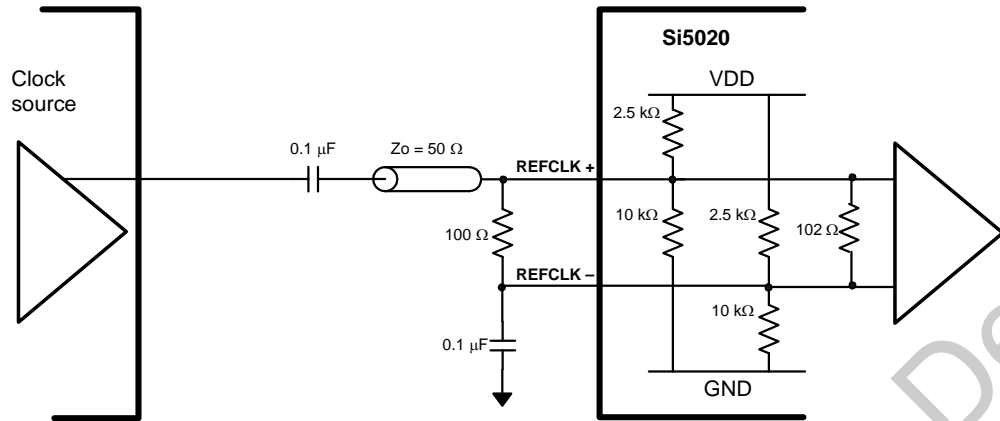 Si5020
Clock
source
VDD
2.5 kΩ
0.1 μF
Zo = 50 Ω
REFCLK +
100 Ω
10 kΩ
2.5 kΩ
102 Ω
REFCLK –
10 kΩ
0.1 μF
GND
De